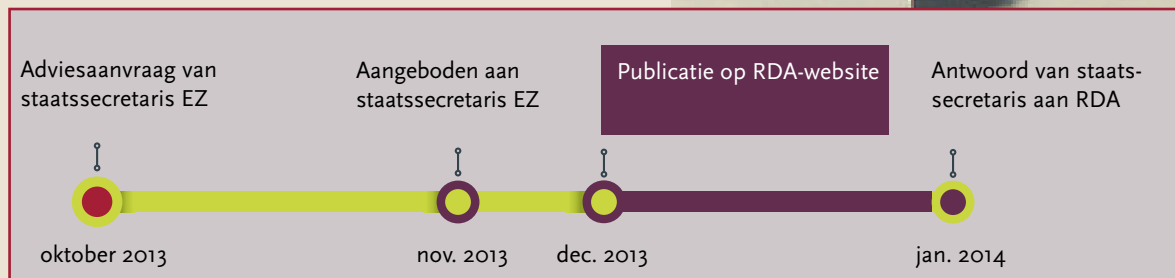 Adviesaanvraag van
staatssecretaris EZ
Aangeboden aan
staatssecretaris EZ
Publicatie op RDA-website
Antwoord van staats-
secretaris aan RDA
oktober 2013
nov. 2013
dec. 2013
jan. 2014